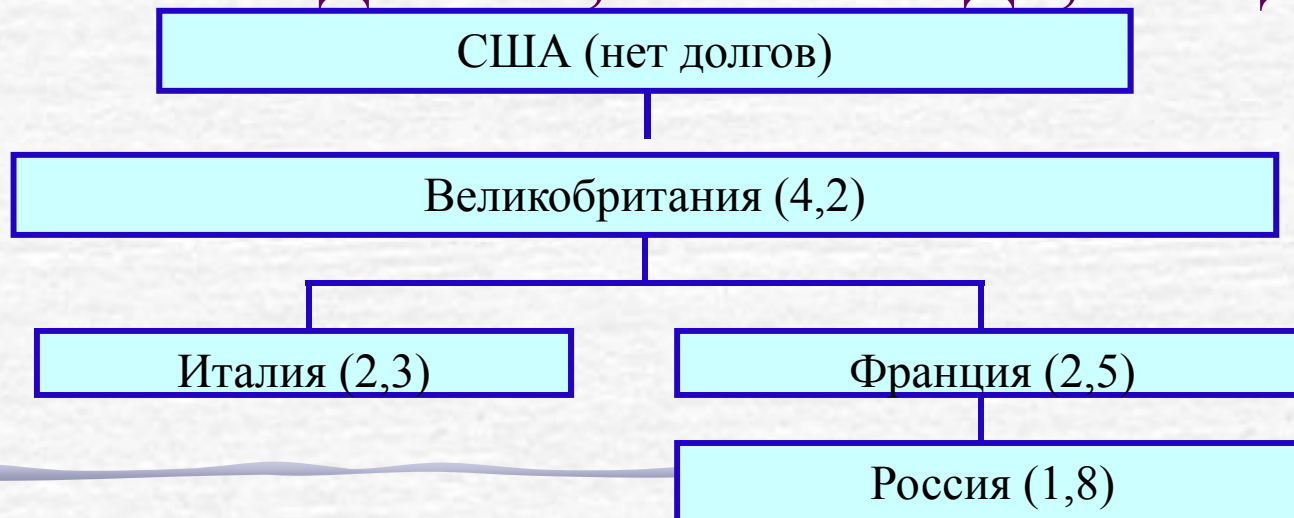 США (нет долгов)
Великобритания (4,2)
Италия (2,3)
Франция (2,5)
Россия (1,8)